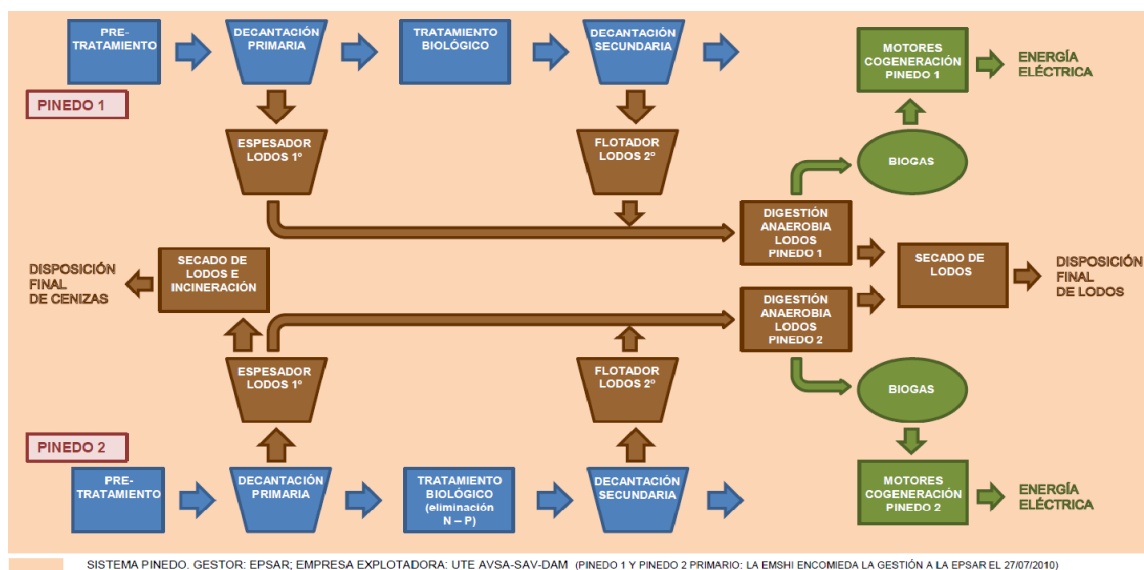 PRE-
TRATAMIENTO
DECANTACIÓN
PRIMARIA
TRATAMIENTO
BIOLÓGICO
DECANTACIÓN
SECUNDARIA
MOTORES
COGENERACIÓN
PINEDO 1
ENERGÍA
ELÉCTRICA
PINEDO 1
ESPESADOR
LODOS 1º
FLOTADOR
LODOS 2º
BIOGAS
DIGESTIÓN
ANAEROBIA
LODOS
PINEDO 1
DISPOSICIÓN
FINAL
DE CENIZAS
SECADO DE
LODOS E
INCINERACIÓN
SECADO DE
LODOS
DISPOSICIÓN
FINAL
DE LODOS
DIGESTIÓN
ANAEROBIA
LODOS
PINEDO 2
ESPESADOR
LODOS 1º
FLOTADOR
LODOS 2º
BIOGAS
PINEDO 2
PRE-
TRATAMIENTO
DECANTACIÓN
PRIMARIA
TRATAMIENTO
BIOLÓGICO
(eliminación
N – P)
DECANTACIÓN
SECUNDARIA
MOTORES
COGENERACIÓN
PINEDO 2
ENERGÍA
ELÉCTRICA
SISTEMA PINEDO. GESTOR: EPSAR; EMPRESA EXPLOTADORA: UTE AVSA-SAV-DAM (PINEDO 1 Y PINEDO 2 PRIMARIO: LA EMSHI ENCOMIEDA LA GESTIÓN A LA EPSAR EL 27/07/2010)